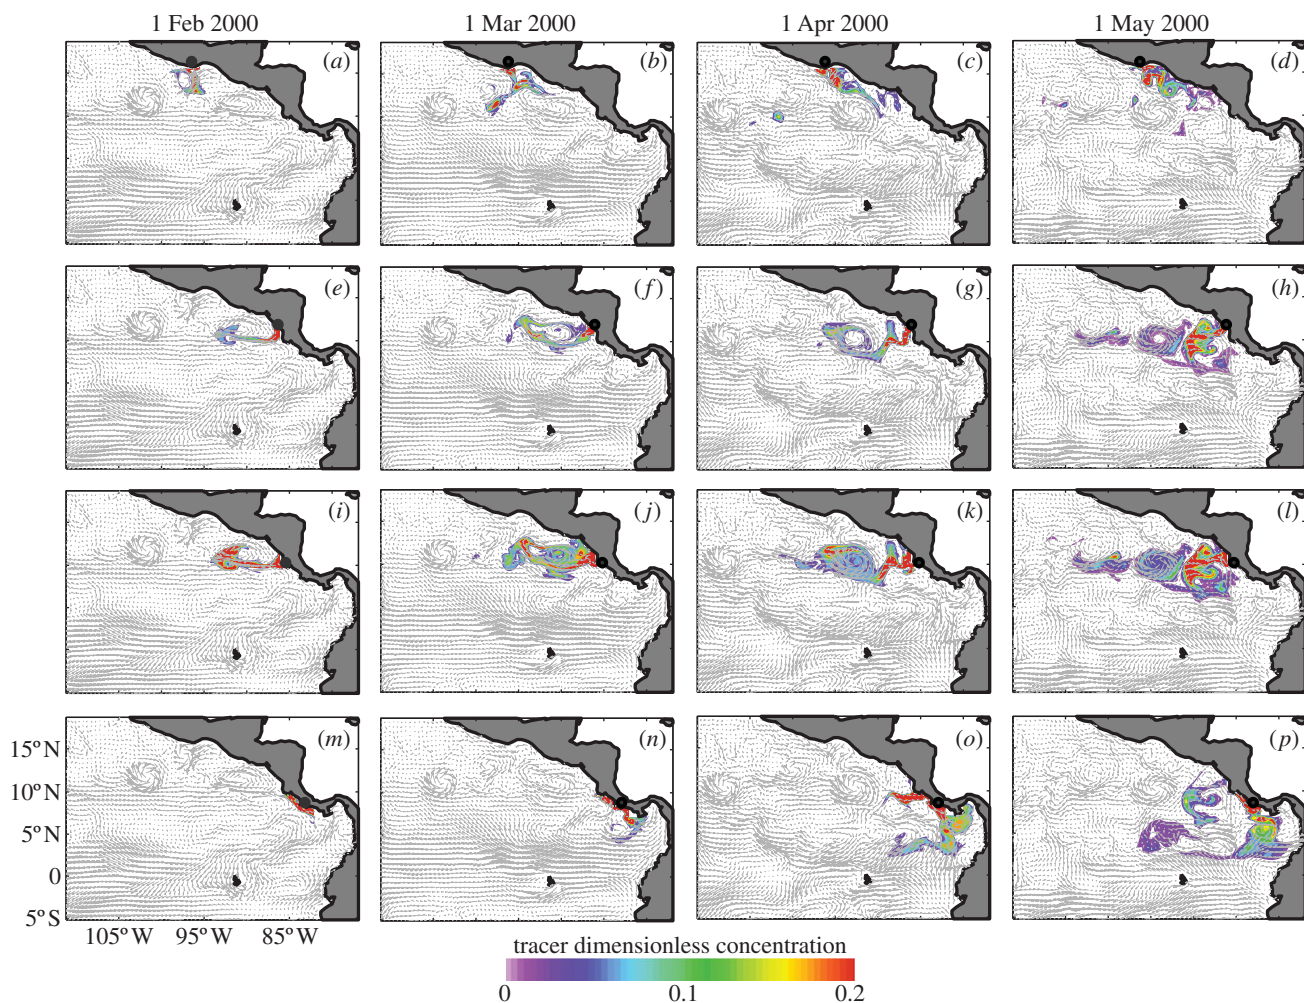 1 Feb 2000 1 Mar 2000 1 Apr 2000 1 May 2000
(a) (b) (c) (d)
(e) (f) (g) (h)
(i) (j) (k) (l)
(m) (n) (o) (p)
15°N
10°N
5°N
0
5°S
105°W 95°W 85°W
tracer dimensionless concentration
0 0.1 0.2